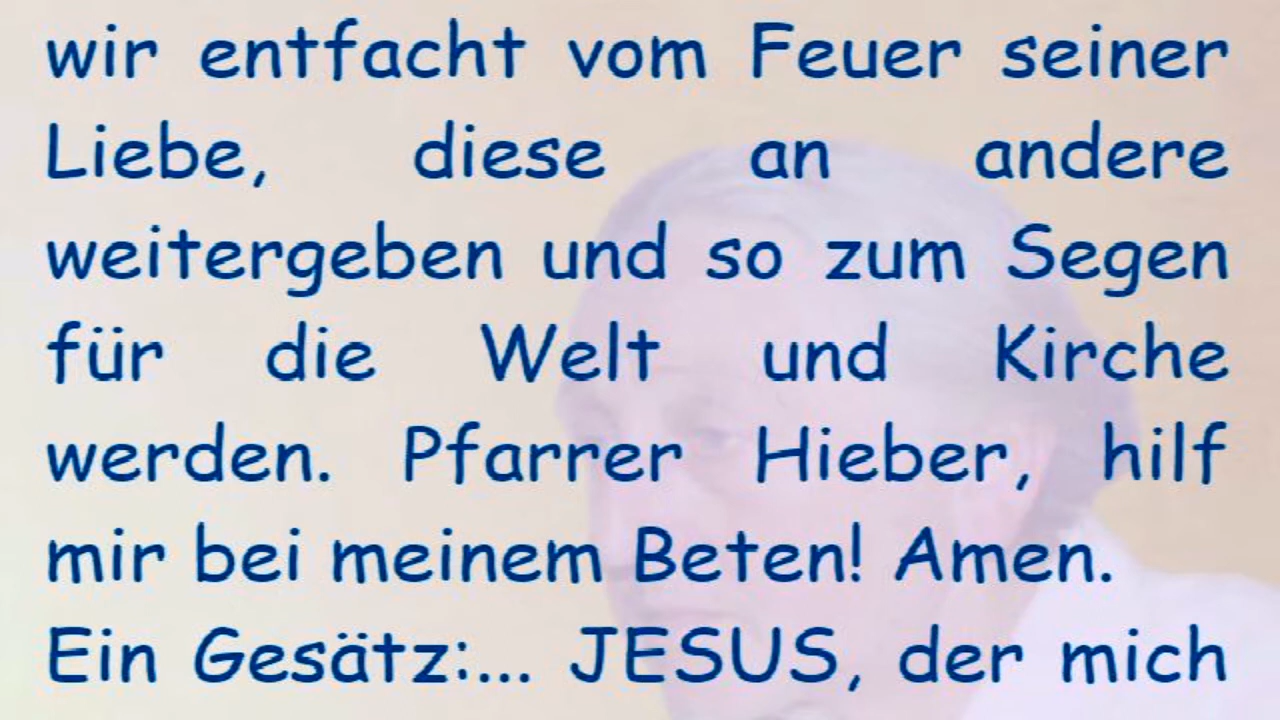 wir entfacht vom Feuer seiner
Liebe, diese an andere
weitergeben und so zum Segen
für die Welt und Kirche
werden. Pfarrer Hieber, hilf
mir bei meinem Beten! Amen.
Ein Gesätz:... JESUS, der mich